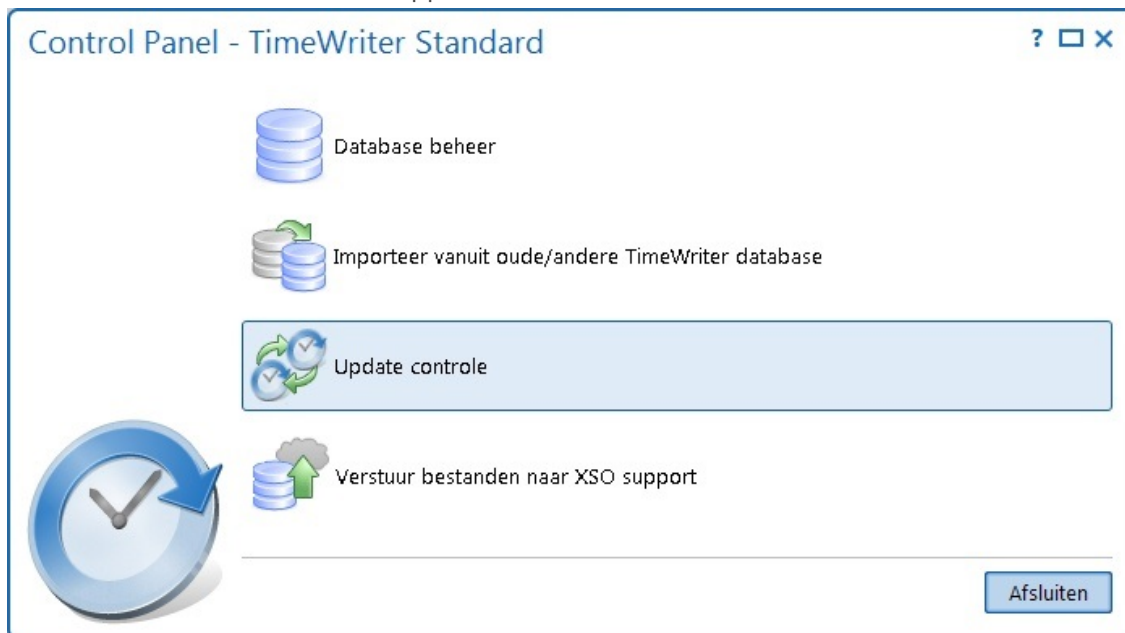 Control Panel - TimeWriter Standard
?
Database beheer
Importeer vanuit oude/andere TimeWriter database
Update controle
Verstuur bestanden naar XSO support
Afsluiten